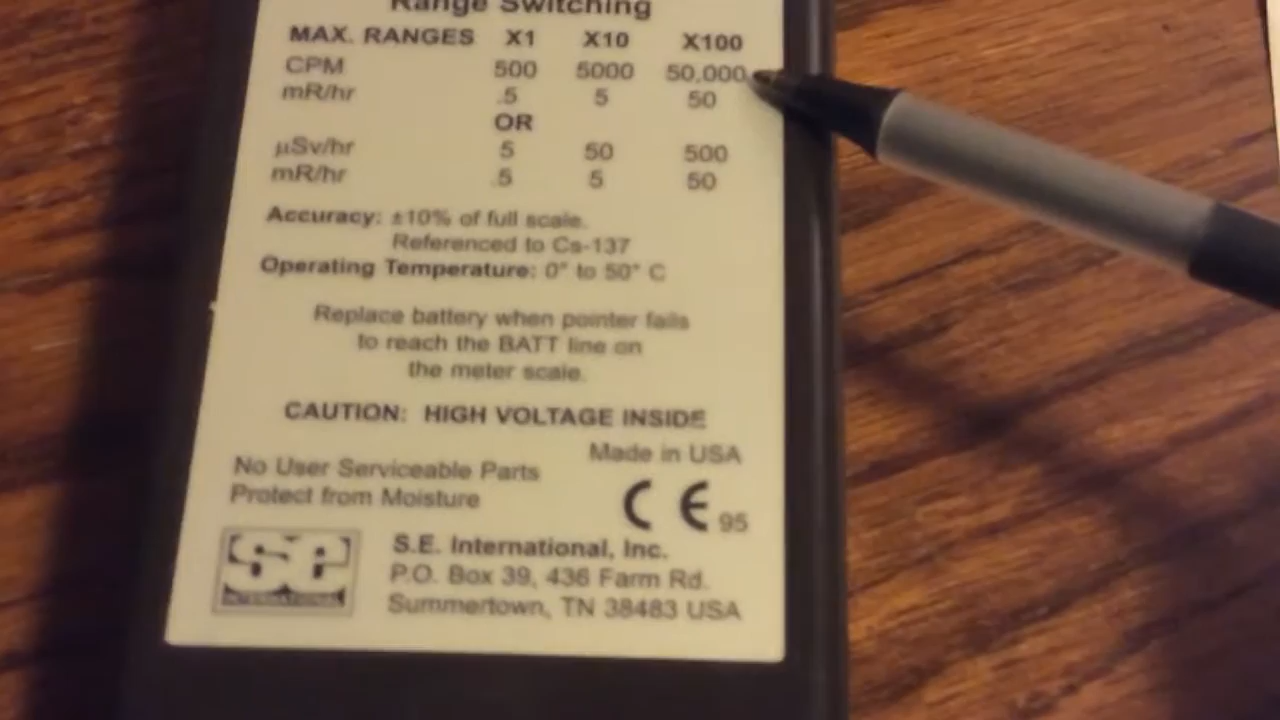 Range Switching
MAX. RANGES X1 X10 X100
CPM 500 5000 50,000
mR/hr .5 5 50
OR
µSv/hr 5 50 500
mR/hr .5 5 50
Accuracy: ±10% of full scale.
Referenced to Cs-137
Operating Temperature: 0° to 50° C
Replace battery when pointer fails
to reach the BATT line on
the meter scale.
CAUTION: HIGH VOLTAGE INSIDE
Made in USA
No User Serviceable Parts
Protect from Moisture
CE 95
S.E. International, Inc.
P.O. Box 39, 436 Farm Rd.
Summertown, TN 38483 USA